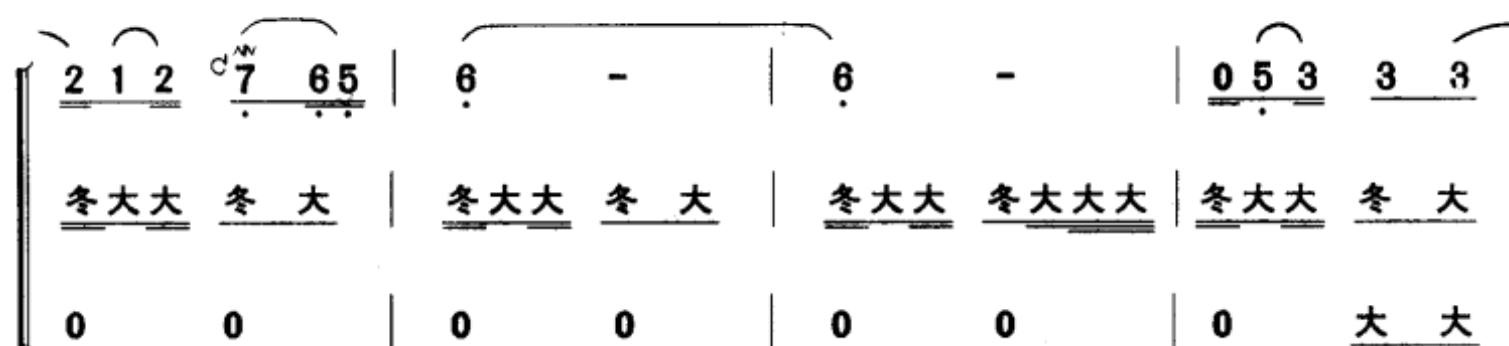 2 1 2 7 6 5 | 6 - | 6 - | 0 5 3 3 3
冬 大 大 冬 大 | 冬 大 大 冬 大 | 冬 大 大 冬 大 大 大 | 冬 大 大 冬 大
0 0 | 0 0 | 0 0 | 0 大 大